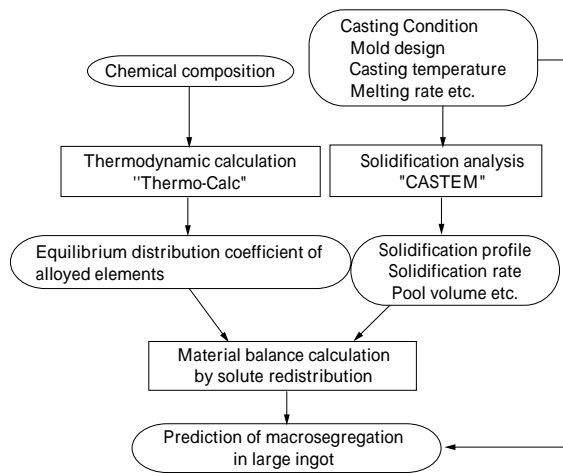 Casting Condition
Mold design
Casting temperature
Melting rate etc.
Chemical composition
Thermodynamic calculation
''Thermo-Calc"
Solidification analysis
"CASTEM"
Equilibrium distribution coefficient of
alloyed elements
Solidification profile
Solidification rate
Pool volume etc.
Material balance calculation
by solute redistribution
Prediction of macrosegregation
in large ingot